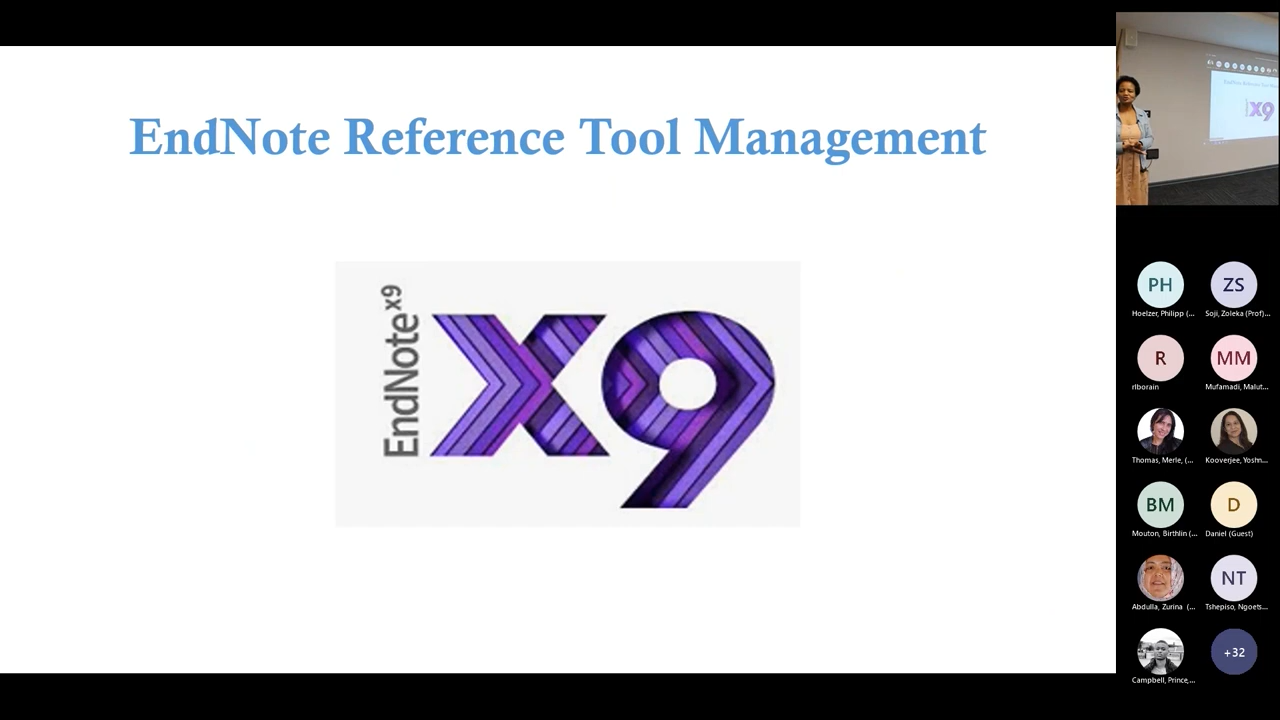 EndNote Reference Tool Management
EndNote x9
X9
X9
PH
ZS
Hoelzer, Philipp (...
Soji, Zoleka (Prof)...
R
MM
rlborain
Mufamadi, Malut...
Thomas, Merle, (...
Kooverjee, Yoshn...
BM
D
Mouton, Birthlin (...
Daniel (Guest)
NT
Abdulla, Zurina (...
Tshepiso, Ngoets...
+32
Campbell, Prince,...